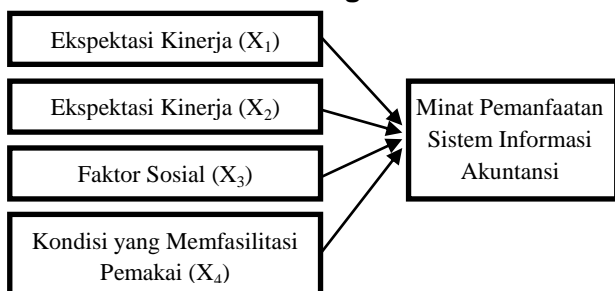 Ekspektasi Kinerja (X₁)
Ekspektasi Kinerja (X₂)
Faktor Sosial (X₃)
Kondisi yang Memfasilitasi
Pemakai (X₄)
Minat Pemanfaatan
Sistem Informasi
Akuntansi